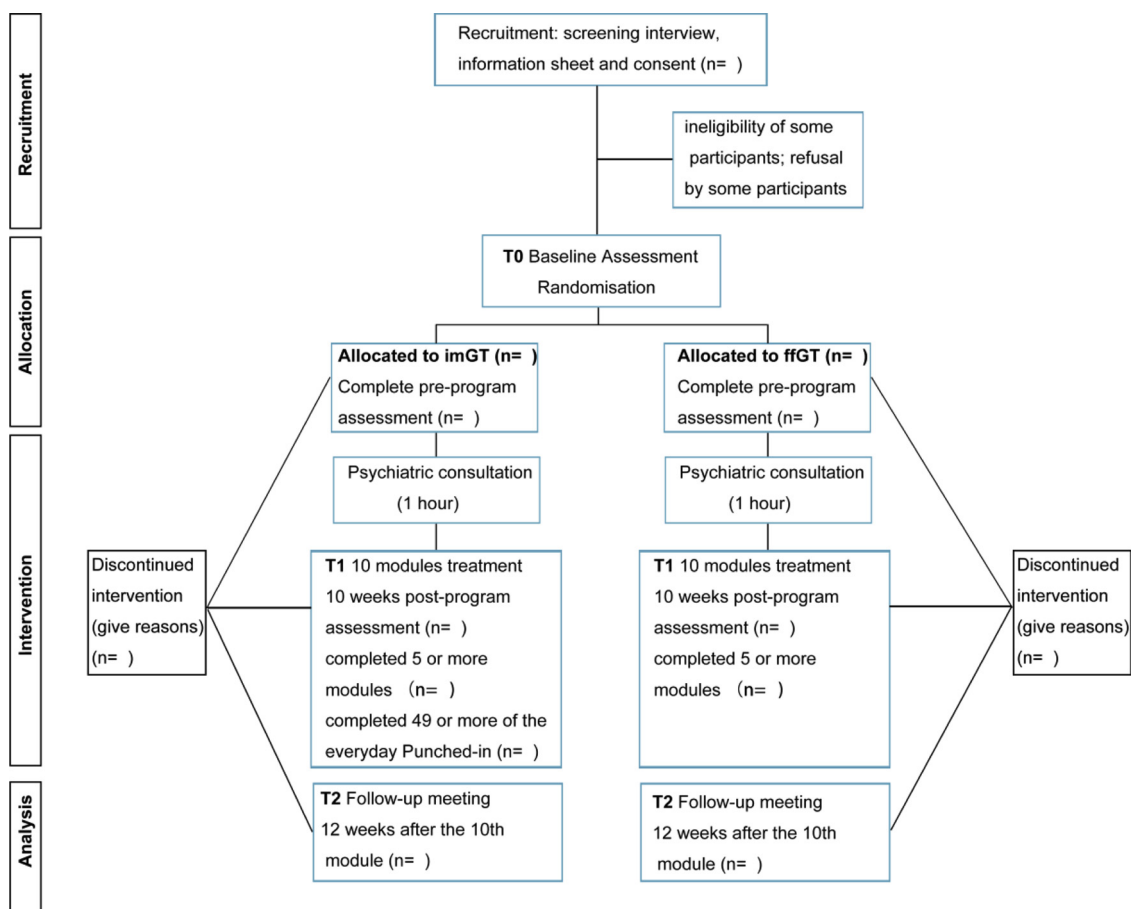 Recruitment
Recruitment: screening interview,
information sheet and consent (n= )
ineligibility of some
participants; refusal
by some participants
Allocation
T0 Baseline Assessment
Randomisation
Allocated to imGT (n= )
Complete pre-program
assessment (n= )
Allocated to ffGT (n= )
Complete pre-program
assessment (n= )
Intervention
Psychiatric consultation
(1 hour)
Psychiatric consultation
(1 hour)
Discontinued
intervention
(give reasons)
(n= )
T1 10 modules treatment
10 weeks post-program
assessment (n= )
completed 5 or more
modules (n= )
completed 49 or more of the
everyday Punched-in (n= )
T1 10 modules treatment
10 weeks post-program
assessment (n= )
completed 5 or more
modules (n= )
Discontinued
intervention
(give reasons)
(n= )
Analysis
T2 Follow-up meeting
12 weeks after the 10th
module (n= )
T2 Follow-up meeting
12 weeks after the 10th
module (n= )